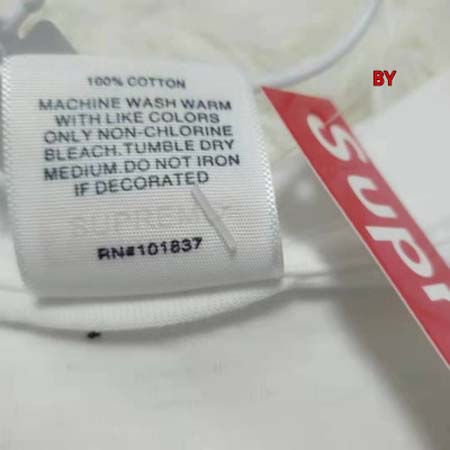 100% COTTON
MACHINE WASH WARM
WITH LIKE COLORS
ONLY NON-CHLORINE
BLEACH.TUMBLE DRY
MEDIUM.DO NOT IRON
IF DECORATED
SUPREME
RN#101837
BY
Supr